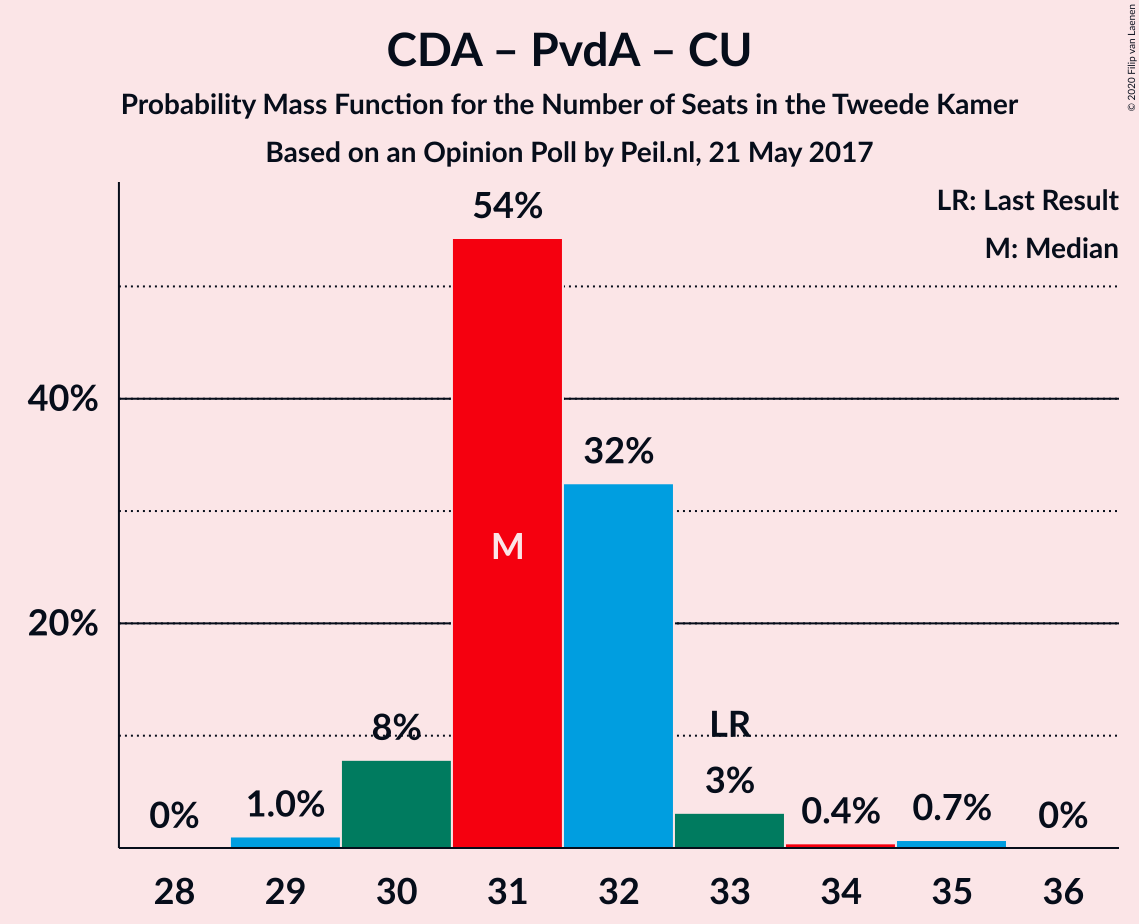 © 2020 Filip van Laenen
CDA – PvdA – CU
Probability Mass Function for the Number of Seats in the Tweede Kamer
Based on an Opinion Poll by Peil.nl, 21 May 2017
LR: Last Result
M: Median
54%
40%
32%
M
20%
LR
8%
3%
1.0%
0.4%
0.7%
0%
0%
28 29 30 31 32 33 34 35 36